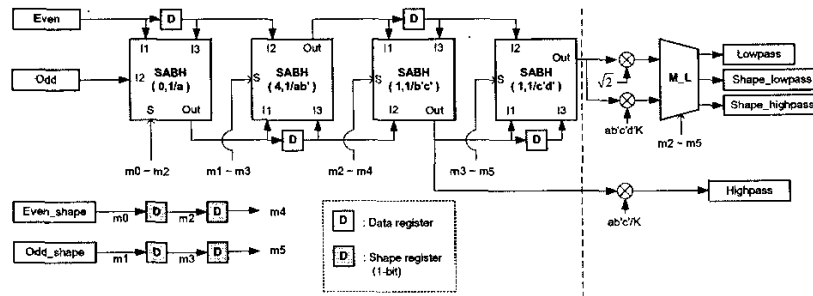 Even
D
D
I1
I3
I2
Out
I1
I3
I2
Odd
I2
SABH
( 0,1/a )
S
Out
S
SABH
( 4,1/ab' )
I1
I3
S
SABH
( 1,1/b'c' )
I2
Out
S
SABH
( 1,1/c'd' )
Out
I1
I3
D
D
√2
ab'c'd'K
M_L
Lowpass
Shape_lowpass
Shape_highpass
m0 ~ m2
m1 ~ m3
m2 ~ m4
m3 ~ m5
m2 ~ m5
Highpass
ab'c'/K
Even_shape
m0
D
m2
D
m4
Odd_shape
m1
D
m3
D
m5
D : Data register
D : Shape register
(1-bit)